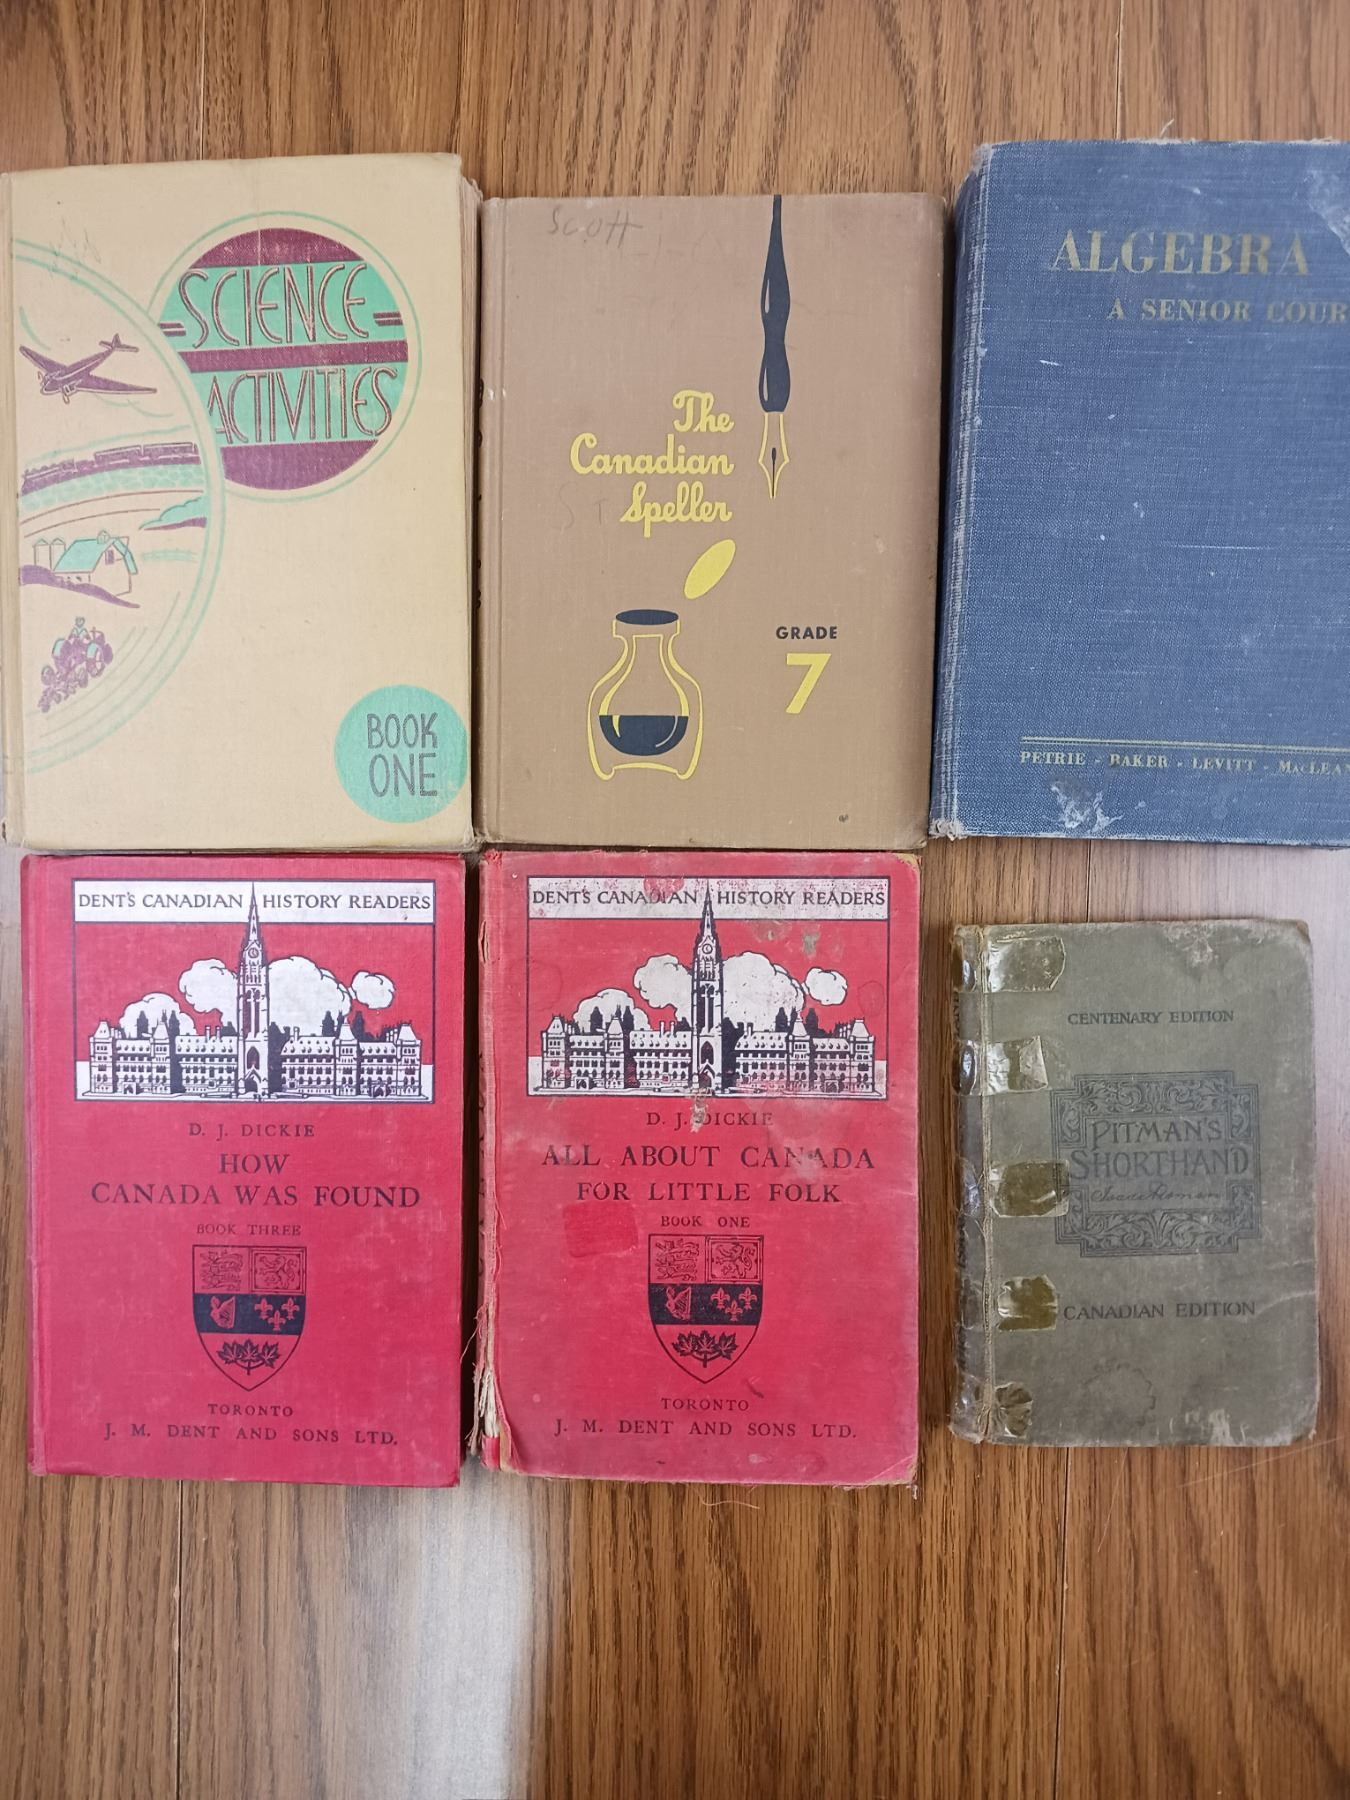 SCIENCE
ACTIVITIES
BOOK
ONE
Scott
The
Canadian
Speller
GRADE
7
ALGEBRA
A SENIOR COUR
PETRIE - BAKER - LEVITT - MACLEAN
DENT'S CANADIAN HISTORY READERS
D. J. DICKIE
HOW
CANADA WAS FOUND
BOOK THREE
TORONTO
J. M. DENT AND SONS LTD.
DENT'S CANADIAN HISTORY READERS
D. J. DICKIE
ALL ABOUT CANADA
FOR LITTLE FOLK
BOOK ONE
TORONTO
J. M. DENT AND SONS LTD.
CENTENARY EDITION
PITMAN'S
SHORTHAND
Isaac Pitman
CANADIAN EDITION